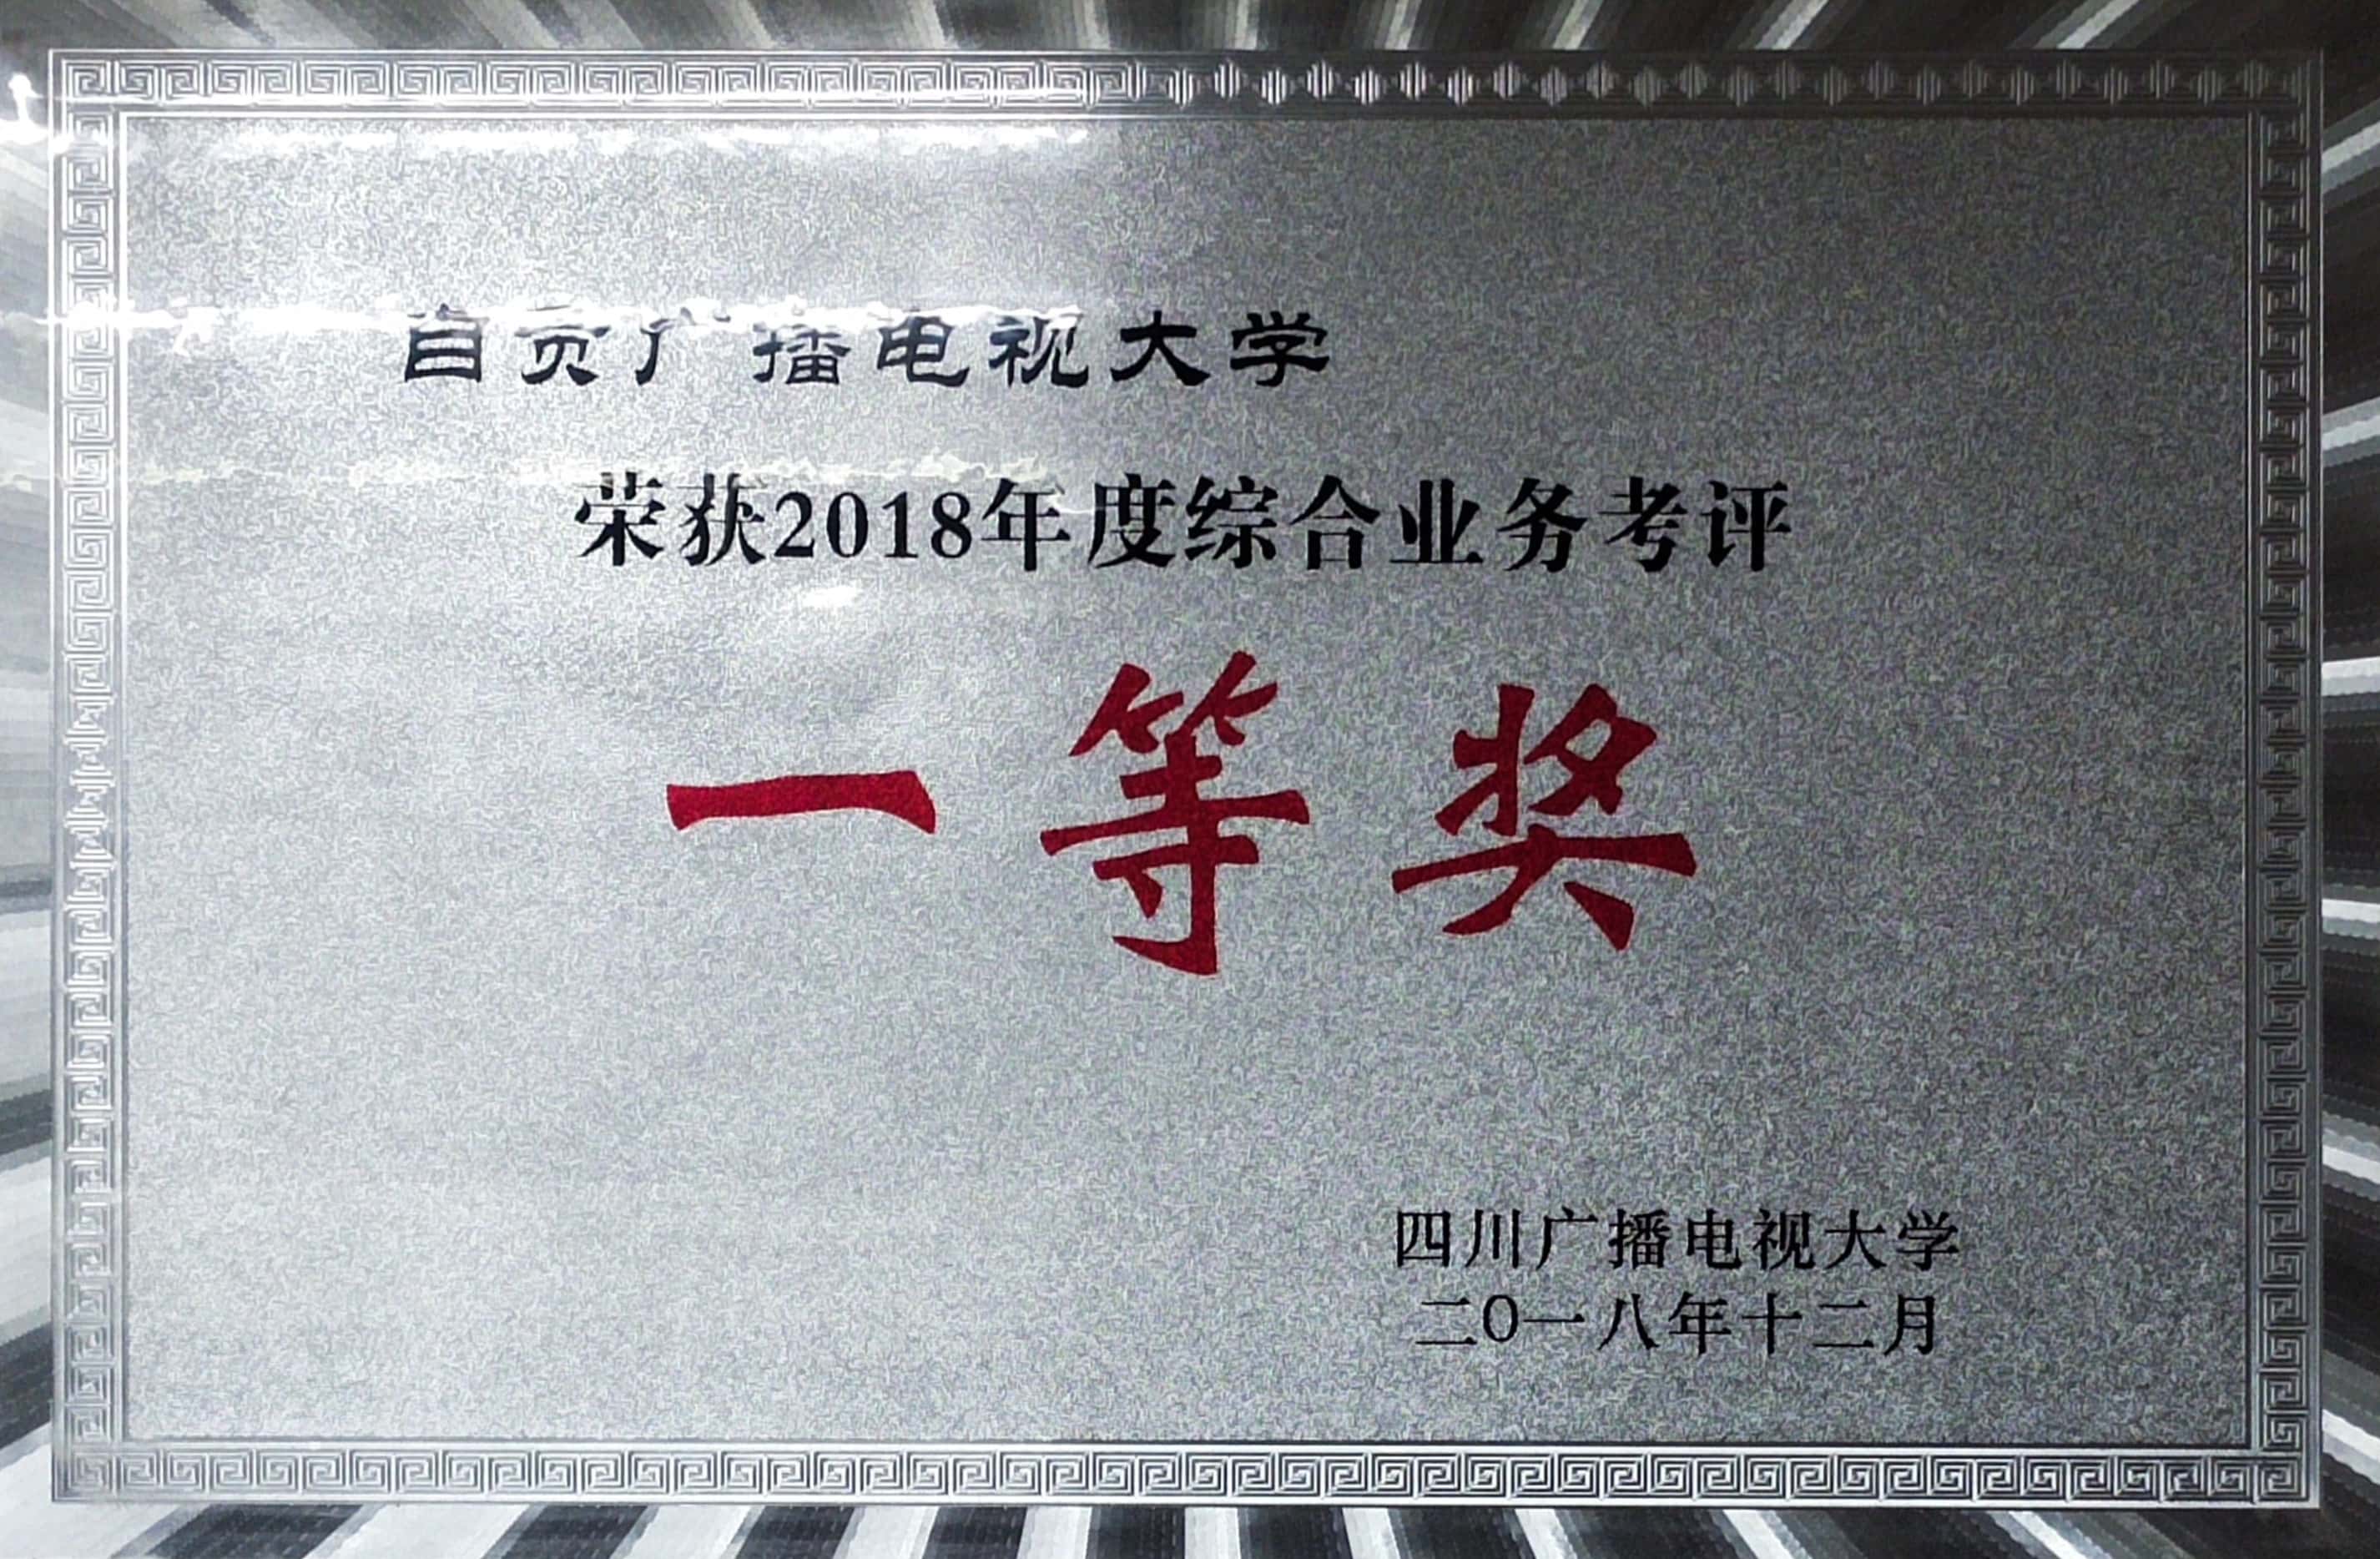 自贡广播电视大学
荣获2018年度综合业务考评
一等奖
四川广播电视大学
二〇一八年十二月